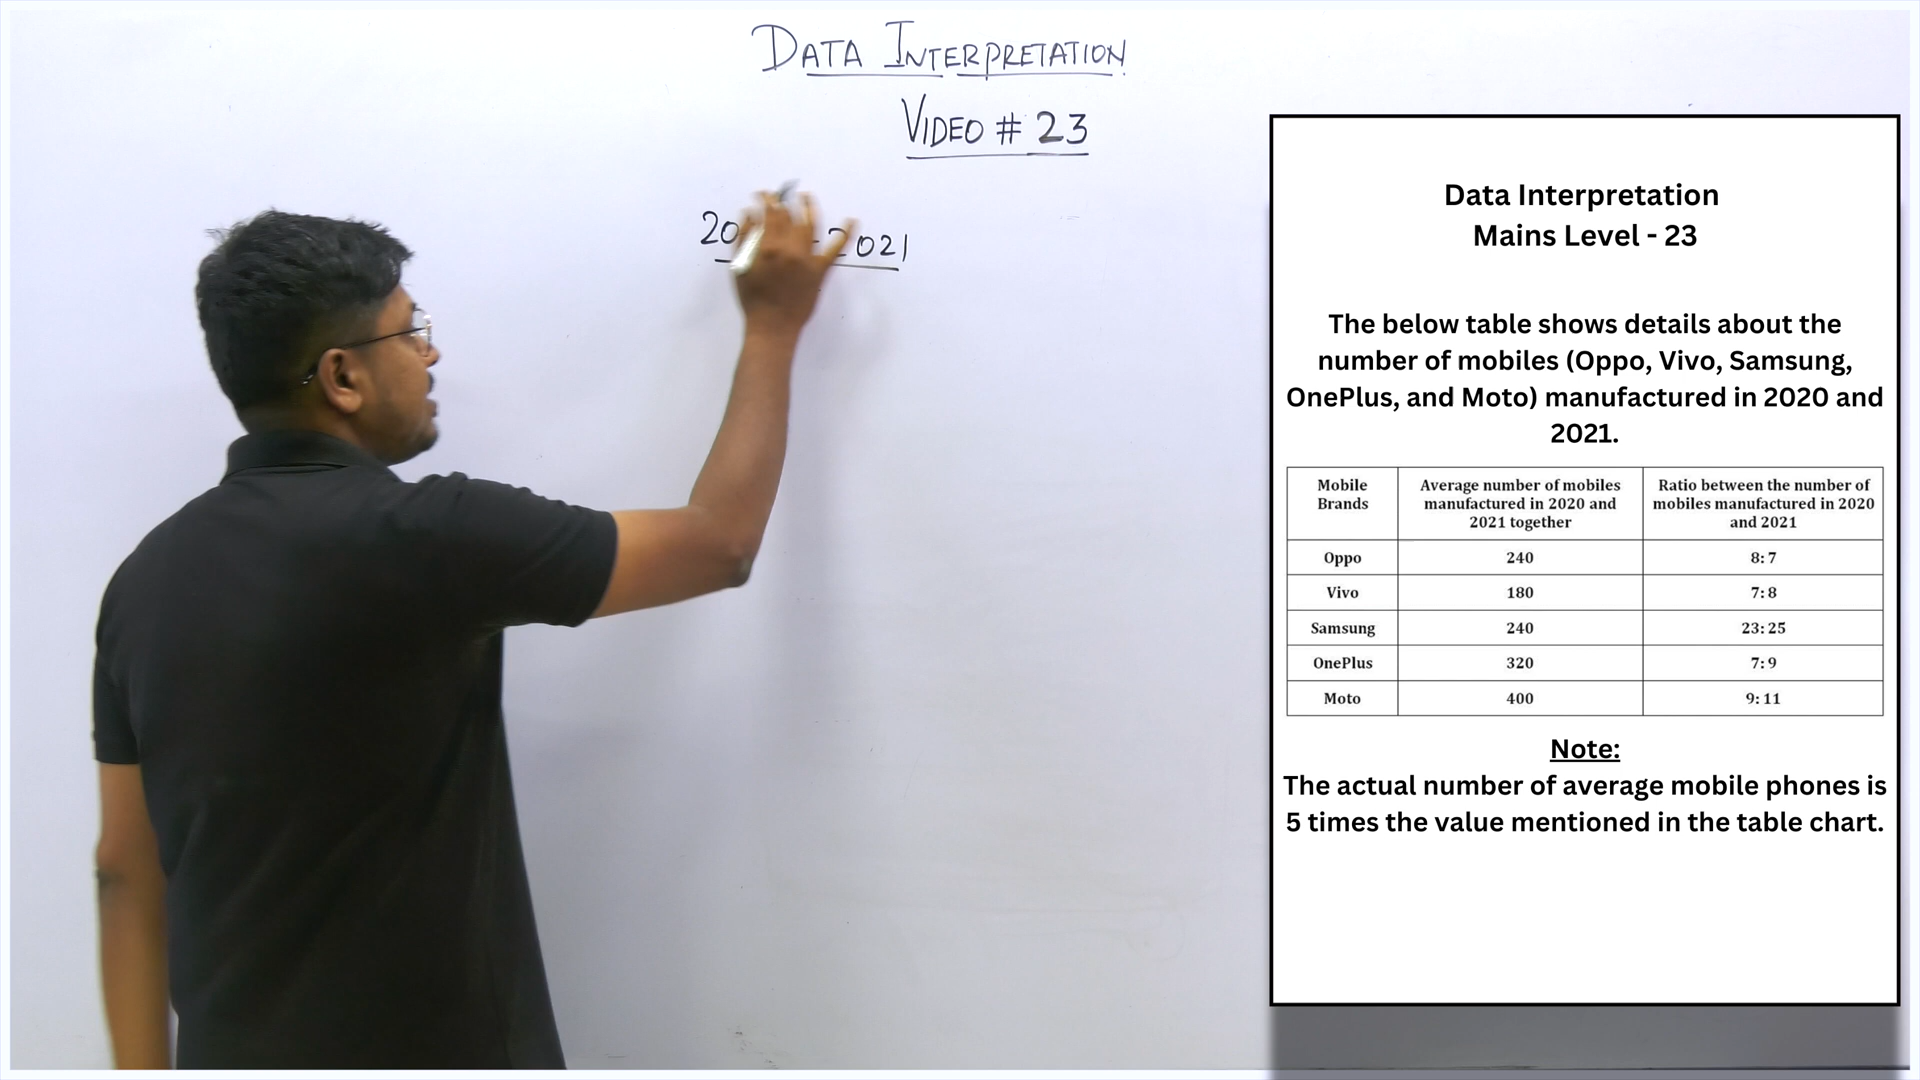 DATA INTERPRETATION
VIDEO # 23
2021
Data Interpretation
Mains Level - 23
The below table shows details about the
number of mobiles (Oppo, Vivo, Samsung,
OnePlus, and Moto) manufactured in 2020 and
2021.
Mobile Brands Average number of mobiles manufactured in 2020 and 2021 together Ratio between the number of mobiles manufactured in 2020 and 2021
Oppo 240 8:7
Vivo 180 7:8
Samsung 240 23:25
OnePlus 320 7:9
Moto 400 9:11
Note:
The actual number of average mobile phones is
5 times the value mentioned in the table chart.